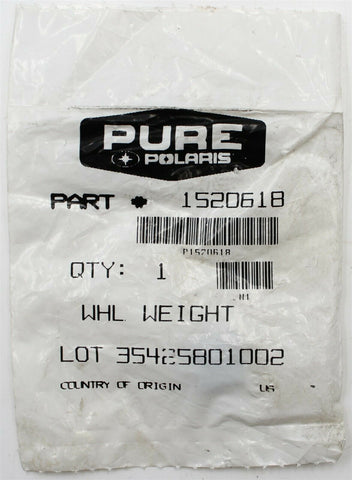 PURE
POLARIS
PART # 1520618
P1520618
QTY: 1
WHL WEIGHT
LOT 35425801002
COUNTRY OF ORIGIN US